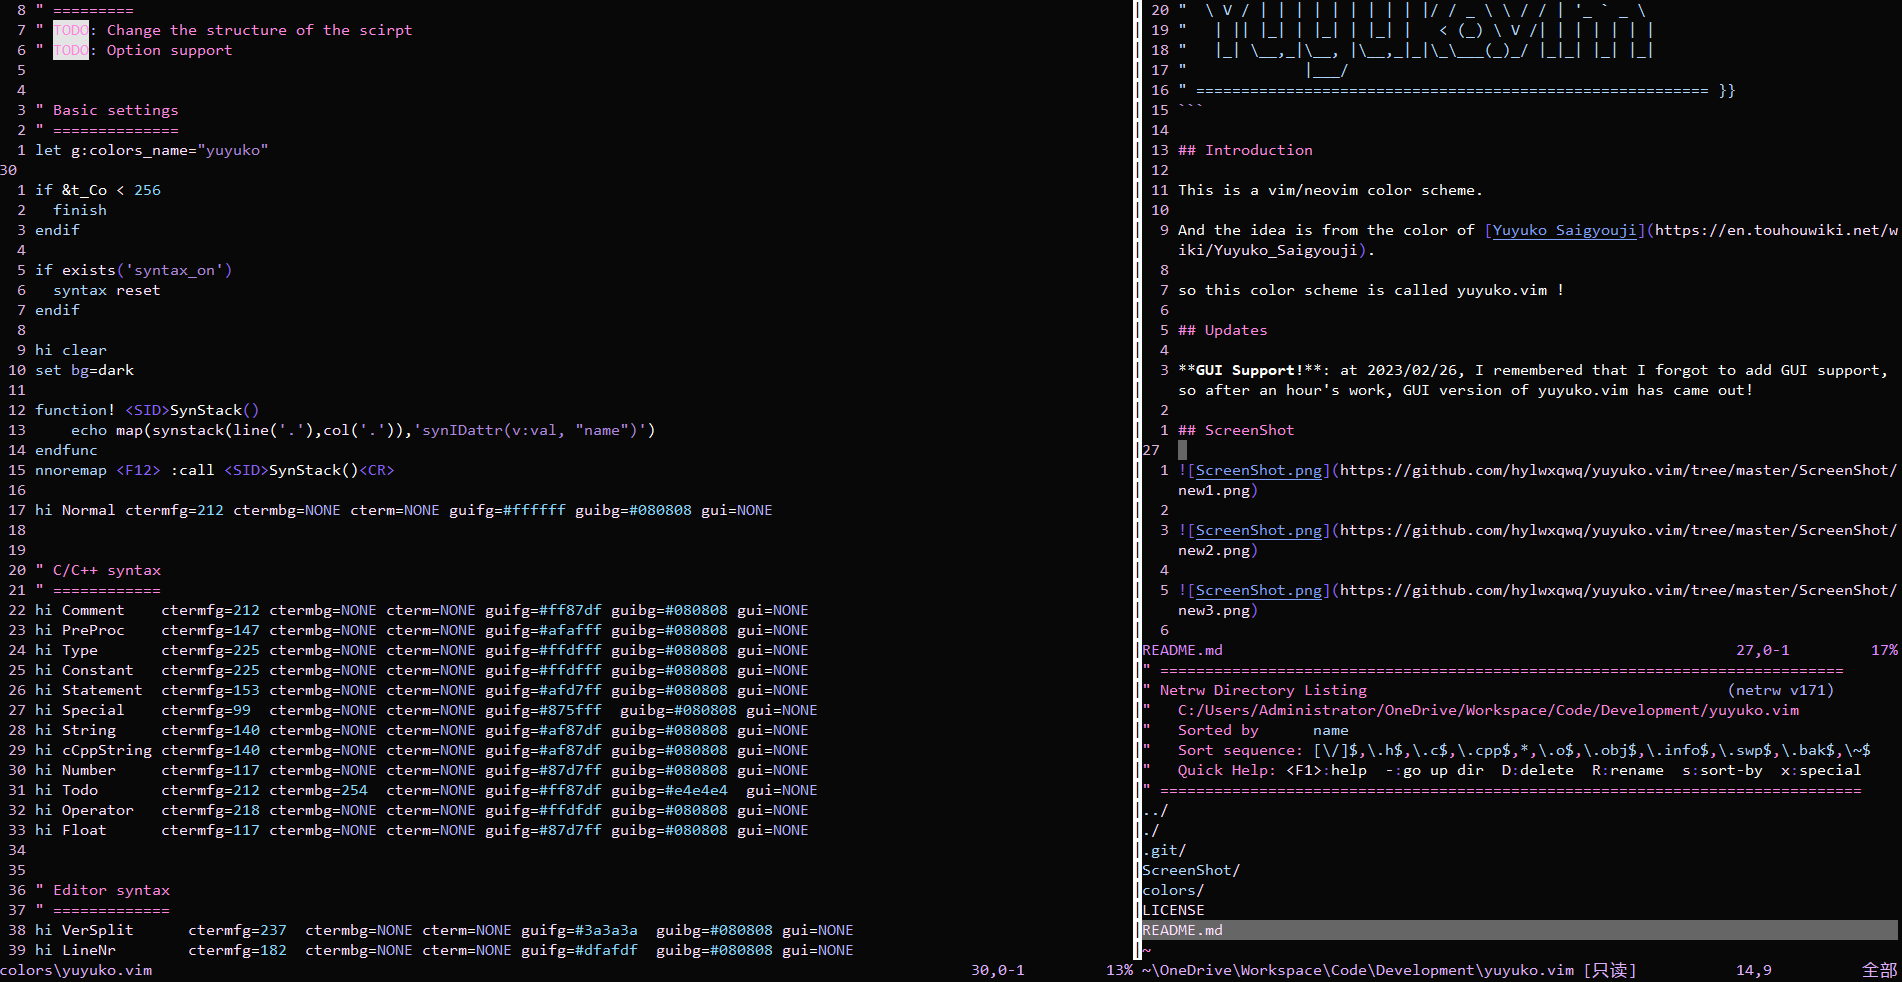 8 " =========
7 " TODO: Change the structure of the scirpt
6 " TODO: Option support
5
4
3 " Basic settings
2 " ==============
1 let g:colors_name="yuyuko"
30
1 if &t_Co < 256
2   finish
3 endif
4
5 if exists('syntax_on')
6   syntax reset
7 endif
8
9 hi clear
10 set bg=dark
11
12 function! <SID>SynStack()
13     echo map(synstack(line('.'),col('.')),'synIDattr(v:val, "name")')
14 endfunc
15 nnoremap <F12> :call <SID>SynStack()<CR>
16
17 hi Normal ctermfg=212 ctermbg=NONE cterm=NONE guifg=#ffffff guibg=#080808 gui=NONE
18
19
20 " C/C++ syntax
21 " ============
22 hi Comment    ctermfg=212 ctermbg=NONE cterm=NONE guifg=#ff87df guibg=#080808 gui=NONE
23 hi PreProc    ctermfg=147 ctermbg=NONE cterm=NONE guifg=#afafff guibg=#080808 gui=NONE
24 hi Type       ctermfg=225 ctermbg=NONE cterm=NONE guifg=#ffdfff guibg=#080808 gui=NONE
25 hi Constant   ctermfg=225 ctermbg=NONE cterm=NONE guifg=#ffdfff guibg=#080808 gui=NONE
26 hi Statement  ctermfg=153 ctermbg=NONE cterm=NONE guifg=#afd7ff guibg=#080808 gui=NONE
27 hi Special    ctermfg=99  ctermbg=NONE cterm=NONE guifg=#875fff  guibg=#080808 gui=NONE
28 hi String     ctermfg=140 ctermbg=NONE cterm=NONE guifg=#af87df guibg=#080808 gui=NONE
29 hi cCppString ctermfg=140 ctermbg=NONE cterm=NONE guifg=#af87df guibg=#080808 gui=NONE
30 hi Number     ctermfg=117 ctermbg=NONE cterm=NONE guifg=#87d7ff guibg=#080808 gui=NONE
31 hi Todo       ctermfg=212 ctermbg=254  cterm=NONE guifg=#ff87df guibg=#e4e4e4  gui=NONE
32 hi Operator   ctermfg=218 ctermbg=NONE cterm=NONE guifg=#ffdfdf guibg=#080808 gui=NONE
33 hi Float      ctermfg=117 ctermbg=NONE cterm=NONE guifg=#87d7ff guibg=#080808 gui=NONE
34
35
36 " Editor syntax
37 " =============
38 hi VerSplit      ctermfg=237  ctermbg=NONE cterm=NONE guifg=#3a3a3a  guibg=#080808 gui=NONE
39 hi LineNr        ctermfg=182  ctermbg=NONE cterm=NONE guifg=#dfafdf  guibg=#080808 gui=NONE
colors\yuyuko.vim 30,0-1 13%
20 "  \ V / | | | | | | | | | |/ / _ \ \ / / | '_ ` _ \
19 "   | || |_| | |_| | |_| |   < (_) \ V /| | | | | | |
18 "   |_| \__,_|\__, |\__,_|_|\_\___(_)_/ |_|_| |_| |_|
17 "             |___/
16 " ========================================================= }}
15 ```
14
13 ## Introduction
12
11 This is a vim/neovim color scheme.
10
9 And the idea is from the color of [Yuyuko Saigyouji](https://en.touhouwiki.net/w
iki/Yuyuko_Saigyouji).
8
7 so this color scheme is called yuyuko.vim !
6
5 ## Updates
4
3 **GUI Support!**: at 2023/02/26, I remembered that I forgot to add GUI support,
so after an hour's work, GUI version of yuyuko.vim has came out!
2
1 ## ScreenShot
27
1 ![ScreenShot.png](https://github.com/hylwxqwq/yuyuko.vim/tree/master/ScreenShot/
new1.png)
2
3 ![ScreenShot.png](https://github.com/hylwxqwq/yuyuko.vim/tree/master/ScreenShot/
new2.png)
4
5 ![ScreenShot.png](https://github.com/hylwxqwq/yuyuko.vim/tree/master/ScreenShot/
new3.png)
6
README.md 27,0-1 17%
" ============================================================================
" Netrw Directory Listing                                        (netrw v171)
"   C:/Users/Administrator/OneDrive/Workspace/Code/Development/yuyuko.vim
"   Sorted by      name
"   Sort sequence: [\/]$,\.h$,\.c$,\.cpp$,*,\.o$,\.obj$,\.info$,\.swp$,\.bak$,\~$
"   Quick Help: <F1>:help  -:go up dir  D:delete  R:rename  s:sort-by  x:special
" ==============================================================================
../
./
.git/
ScreenShot/
colors/
LICENSE
README.md
~
~\OneDrive\Workspace\Code\Development\yuyuko.vim [只读] 14,9 全部